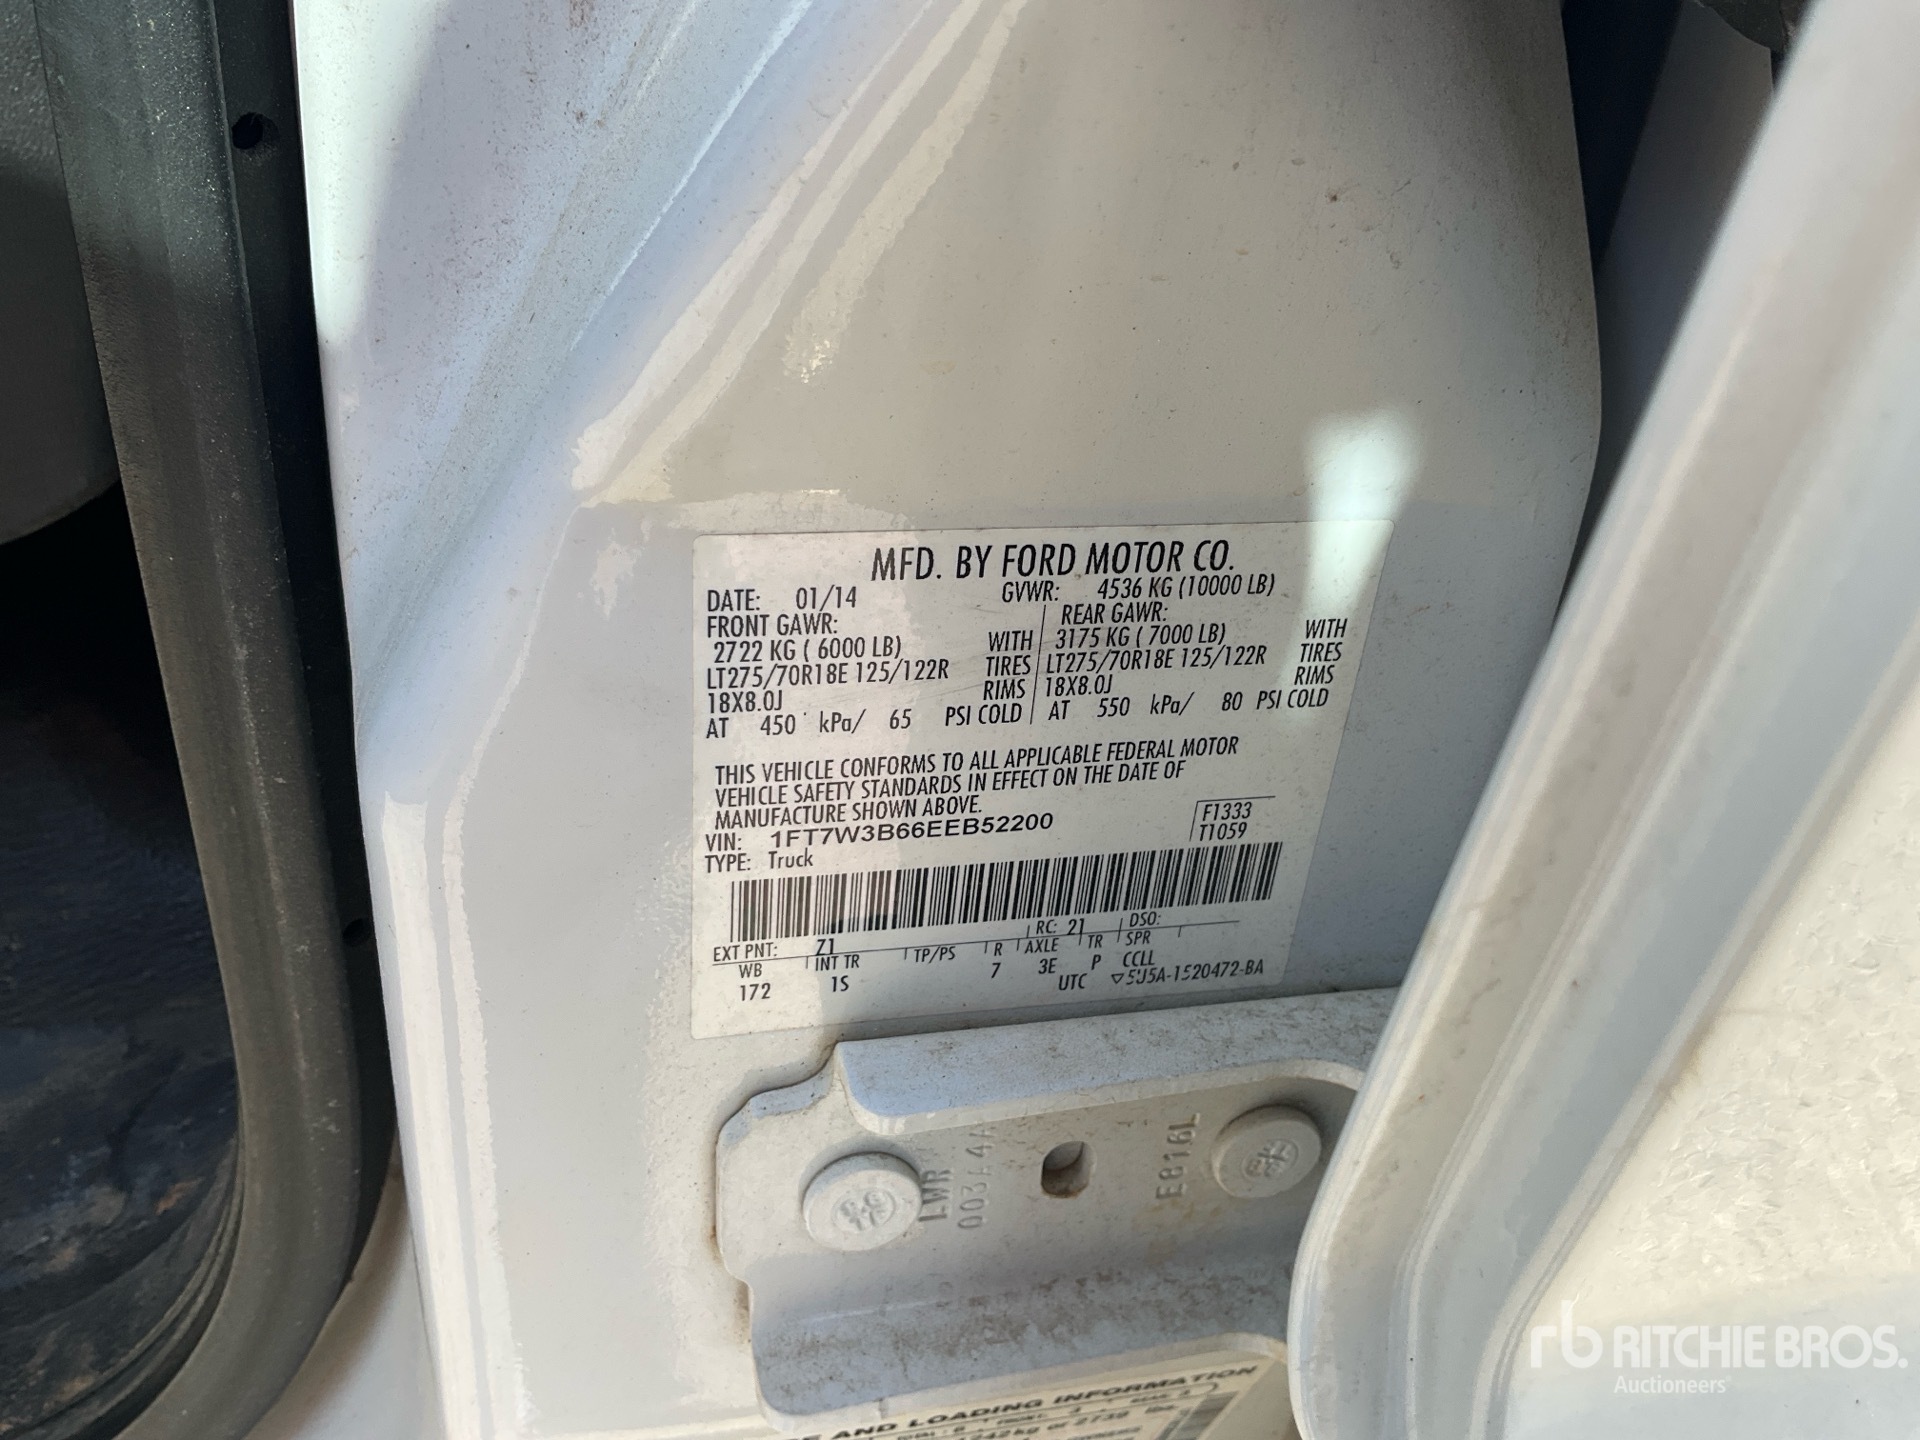 MFD. BY FORD MOTOR CO.
DATE: 01/14 GVWR: 4536 KG (10000 LB)
FRONT GAWR: REAR GAWR:
2722 KG ( 6000 LB) WITH 3175 KG ( 7000 LB) WITH
LT275/70R18E 125/122R TIRES LT275/70R18E 125/122R TIRES
18X8.0J RIMS 18X8.0J RIMS
AT 450 kPa/ 65 PSI COLD AT 550 kPa/ 80 PSI COLD
THIS VEHICLE CONFORMS TO ALL APPLICABLE FEDERAL MOTOR
VEHICLE SAFETY STANDARDS IN EFFECT ON THE DATE OF
MANUFACTURE SHOWN ABOVE.
VIN: 1FT7W3B66EEB52200 F1333
TYPE: Truck T1059
EXT PNT: Z1 RC: 21 DSO:
WB INT TR TP/PS R AXLE TR SPR
172 1S 7 3E P CCLL
UTC ▽5U5A-1520472-BA
LWR
E816L
AND LOADING INFORMATION
rb RITCHIE BROS.
Auctioneers